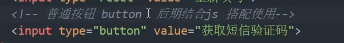 <!-- 普通按钮 button 后期结合js 搭配使用-->
<input type="button" value="获取短信验证码">